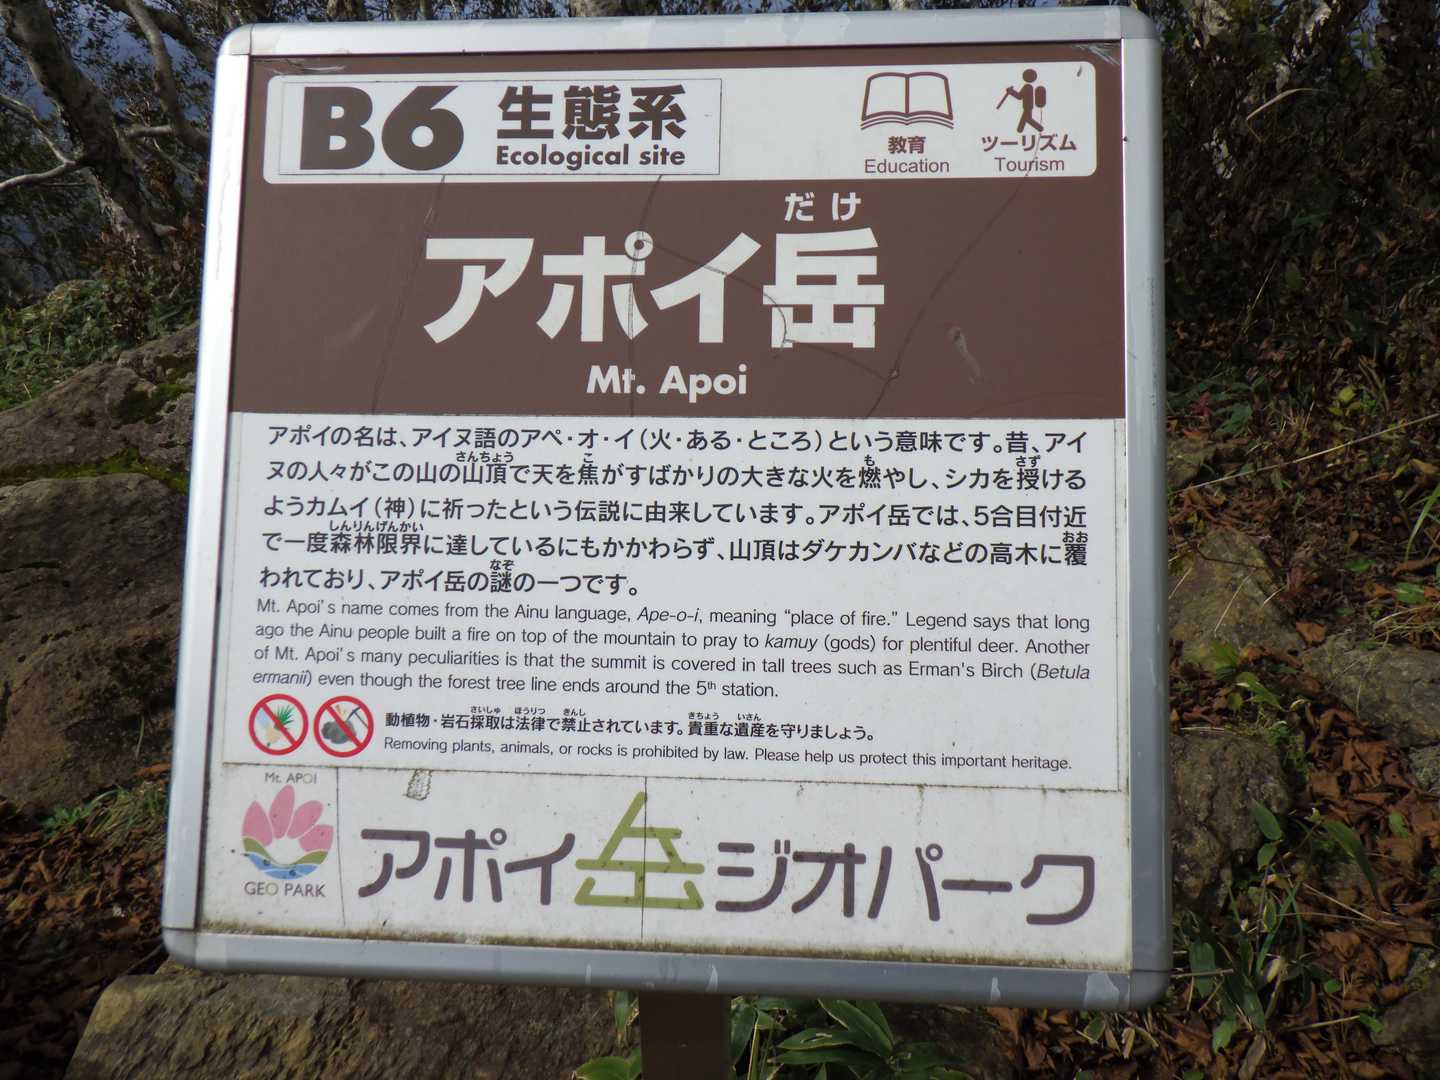 B6 生態系
Ecological site
教育
Education
ツーリズム
Tourism
だけ
アポイ岳
Mt. Apoi
アポイの名は、アイヌ語のアペ・オ・イ（火・ある・ところ）という意味です。昔、アイ
さんちょう こ も さず
ヌの人々がこの山の山頂で天を焦がすばかりの大きな火を燃やし、シカを授ける
ようカムイ（神）に祈ったという伝説に由来しています。アポイ岳では、5合目付近
しんりんげんかい おお
で一度森林限界に達しているにもかかわらず、山頂はダケカンバなどの高木に覆
なぞ
われており、アポイ岳の謎の一つです。
Mt. Apoi's name comes from the Ainu language, Ape-o-i, meaning “place of fire.” Legend says that long
ago the Ainu people built a fire on top of the mountain to pray to kamuy (gods) for plentiful deer. Another
of Mt. Apoi's many peculiarities is that the summit is covered in tall trees such as Erman's Birch (Betula
ermanii) even though the forest tree line ends around the 5th station.
さいしゅ ほうりつ きんし きちょう いさん
動植物・岩石採取は法律で禁止されています。貴重な遺産を守りましょう。
Removing plants, animals, or rocks is prohibited by law. Please help us protect this important heritage.
Mt. APOI
GEO PARK
アポイ岳ジオパーク